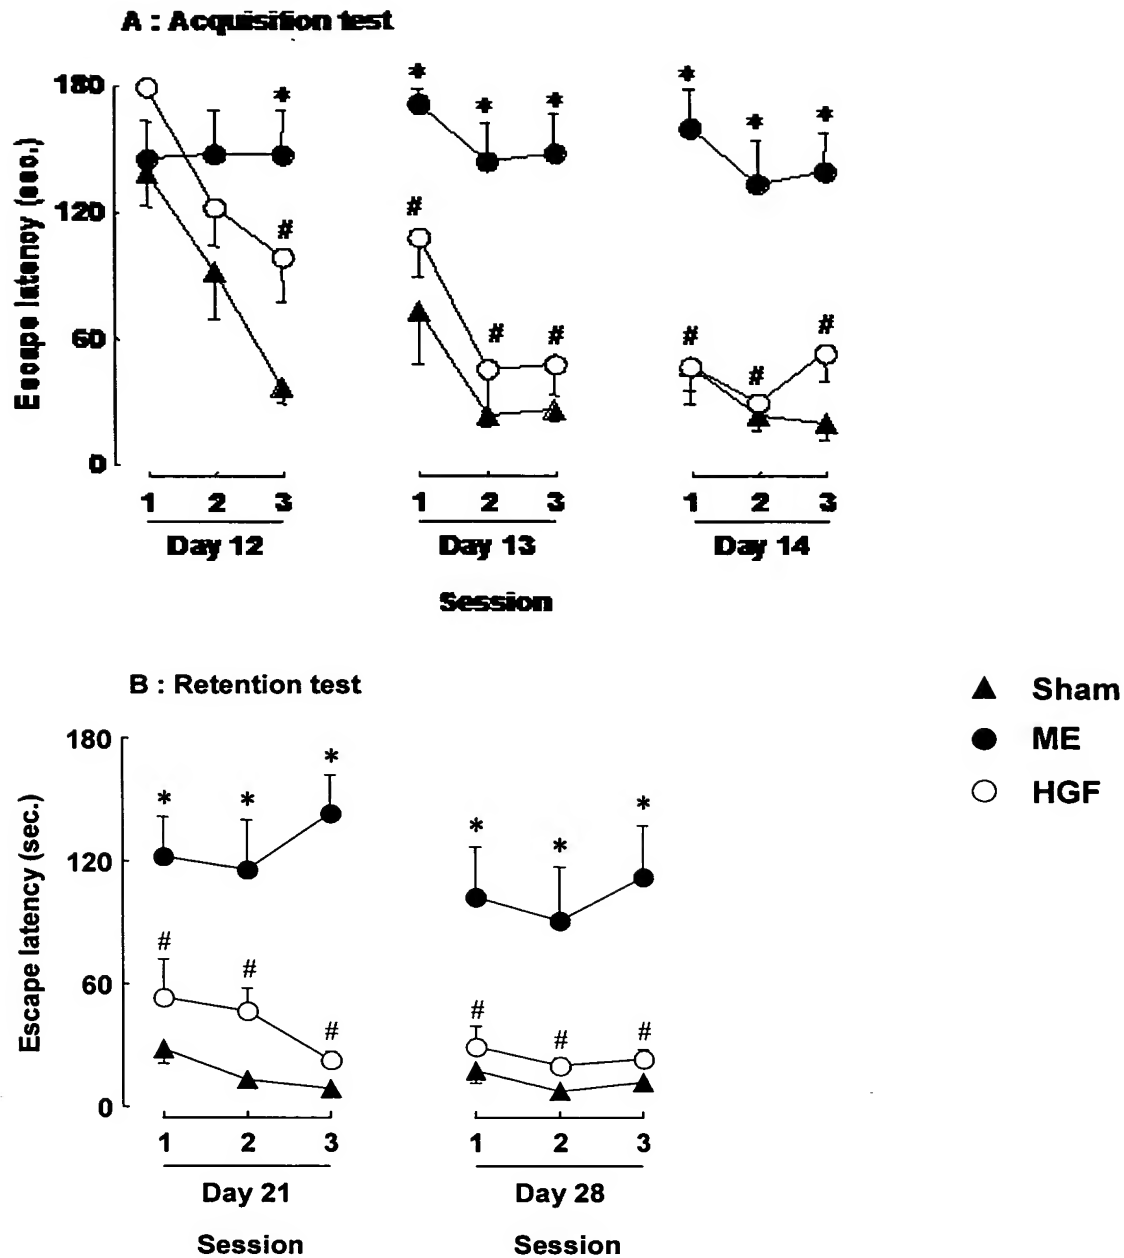 A : Acquisition test
180
120
60
0
Escape latency (sec.)
* * * * * * *
# # # # # # #
1 2 3 1 2 3 1 2 3
Day 12 Day 13 Day 14
Session
B : Retention test
Sham
ME
HGF
180
120
60
0
Escape latency (sec.)
* * * * * *
# # # # # #
1 2 3 1 2 3
Day 21 Day 28
Session Session